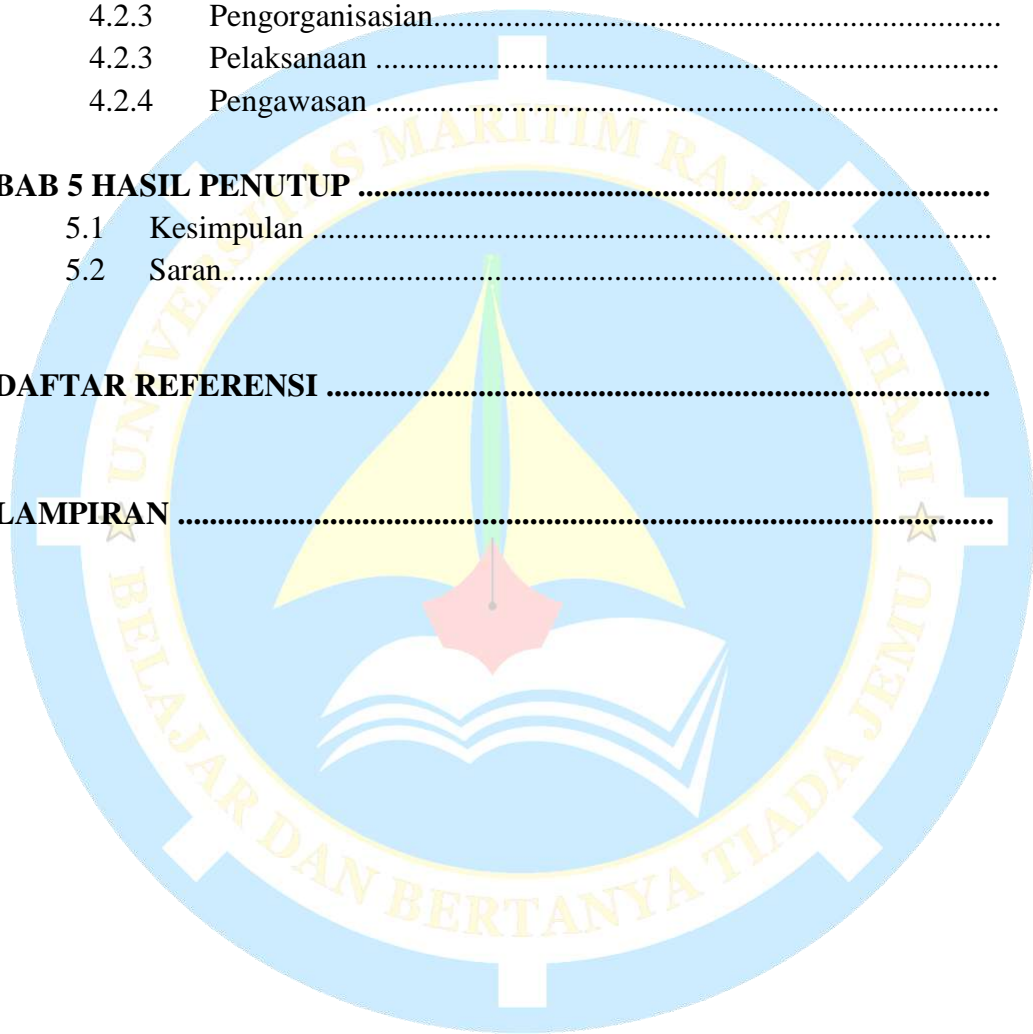 4.2.3 Pengorganisasian.......................................................................
4.2.3 Pelaksanaan ..............................................................................
4.2.4 Pengawasan ..............................................................................
BAB 5 HASIL PENUTUP ................................................................................
5.1 Kesimpulan .....................................................................................
5.2 Saran.................................................................................................
DAFTAR REFERENSI ....................................................................................
LAMPIRAN .......................................................................................................
UNIVERSITAS MARITIM RAJA ALI HAJI
BELAJAR DAN BERTANYA TIADA JEMU